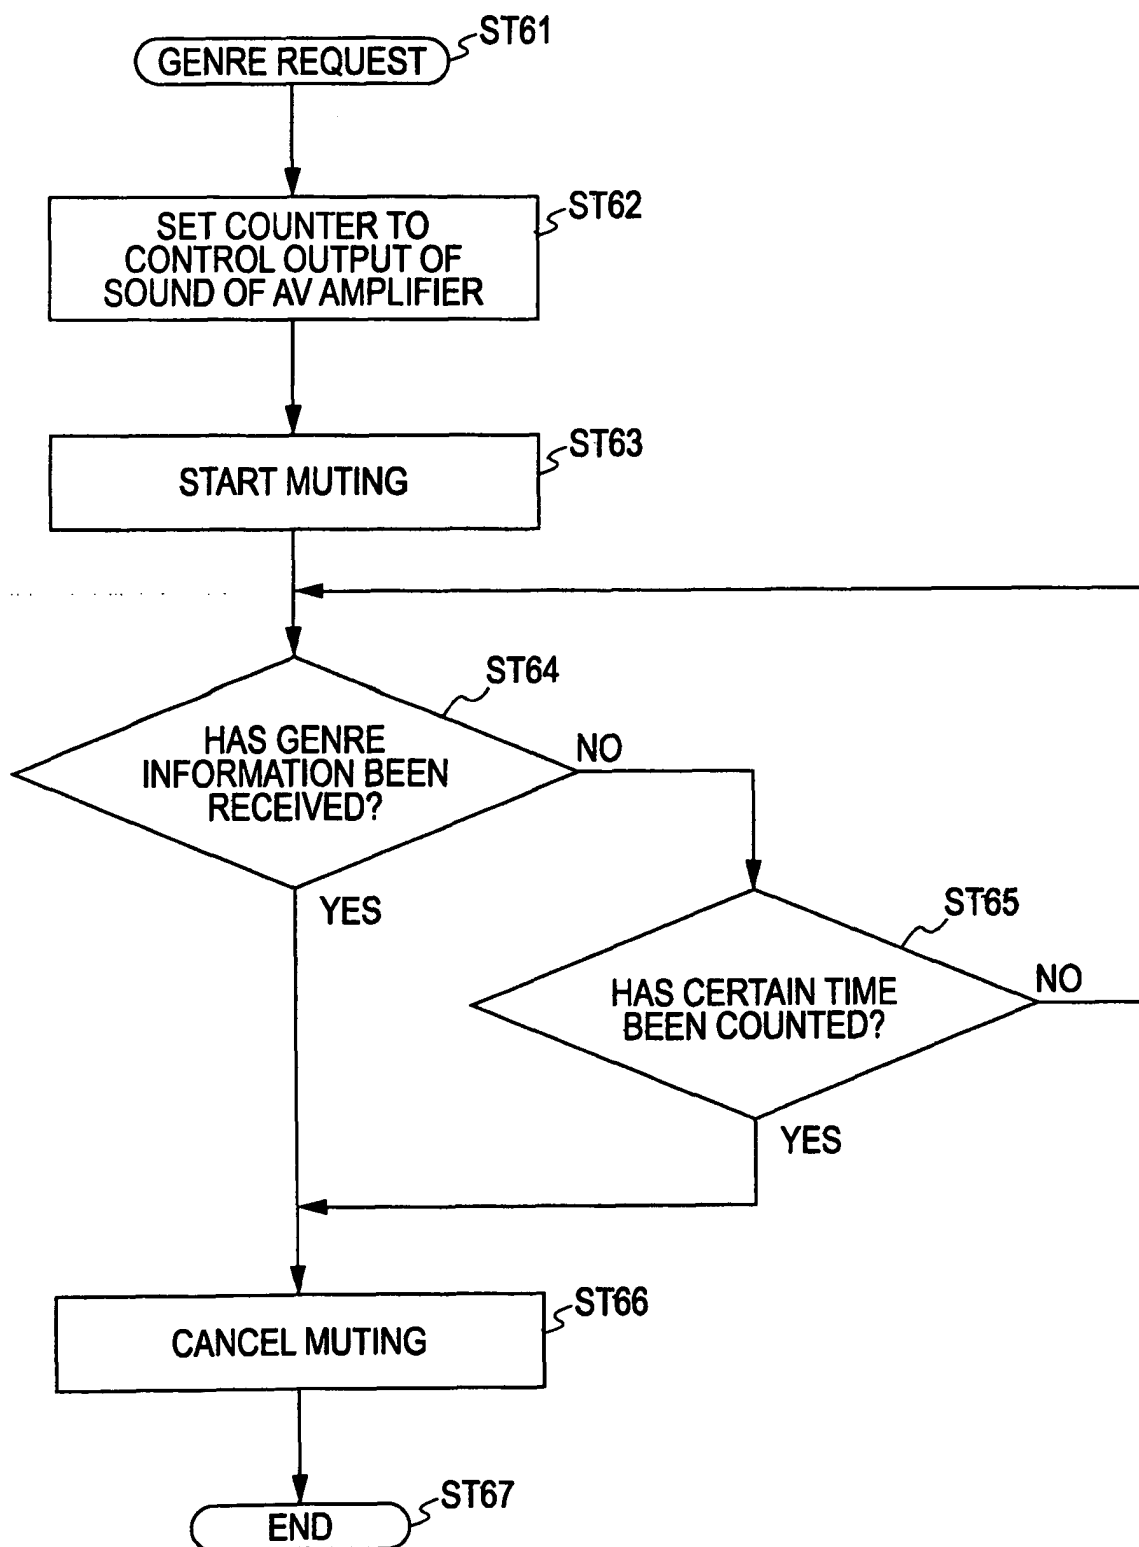 GENRE REQUEST
ST61
SET COUNTER TO
CONTROL OUTPUT OF
SOUND OF AV AMPLIFIER
ST62
START MUTING
ST63
HAS GENRE
INFORMATION BEEN
RECEIVED?
ST64
NO
YES
HAS CERTAIN TIME
BEEN COUNTED?
ST65
NO
YES
CANCEL MUTING
ST66
END
ST67